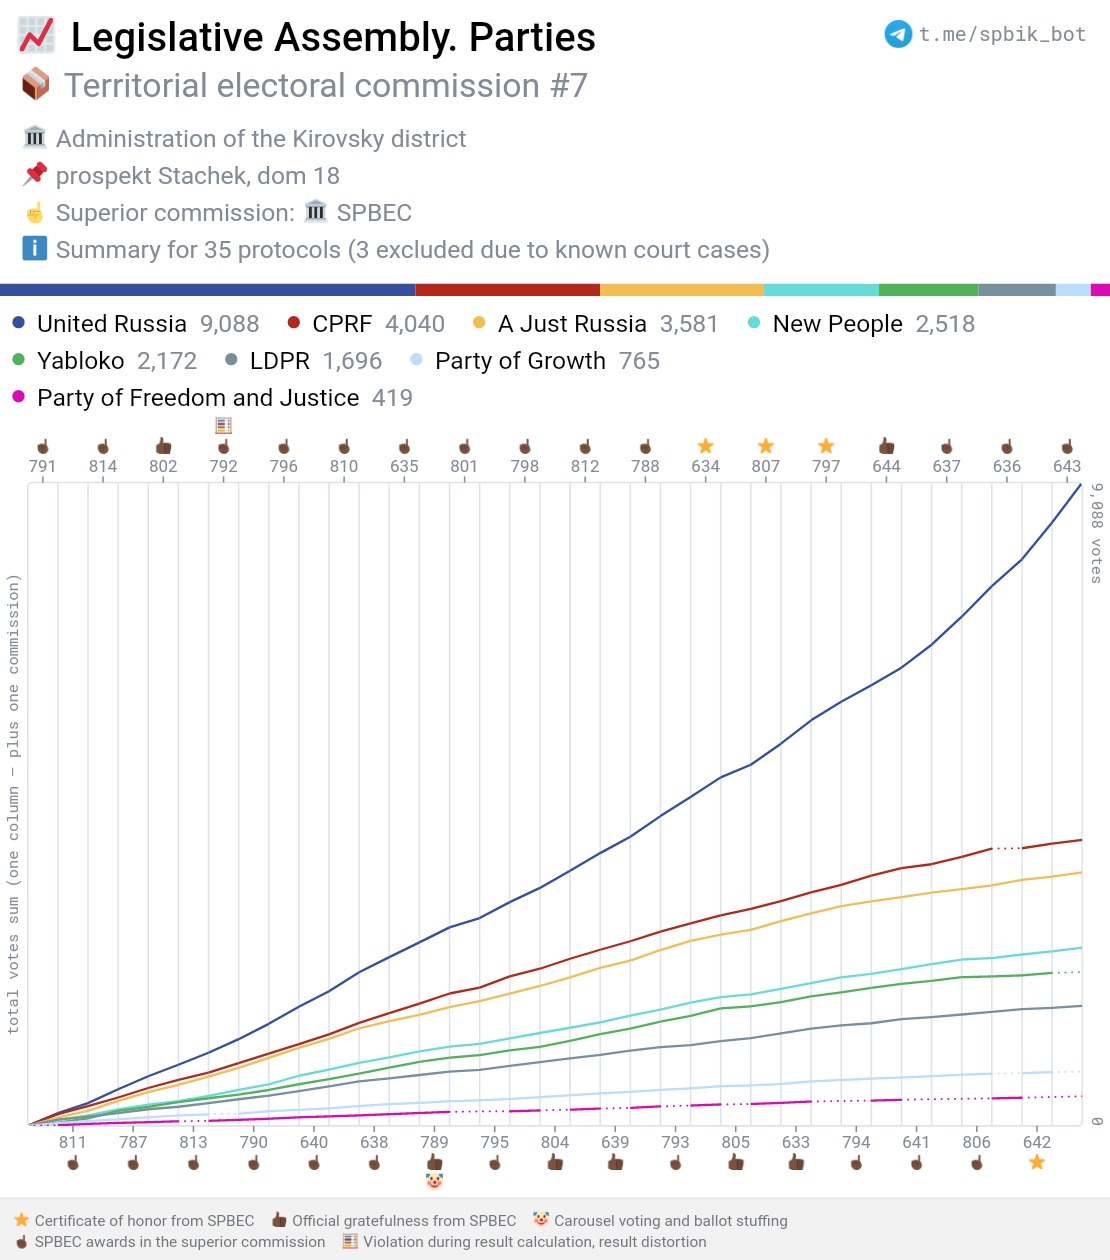 Legislative Assembly. Parties
t.me/spbik_bot
Territorial electoral commission #7
Administration of the Kirovsky district
prospekt Stachek, dom 18
Superior commission: SPBEC
Summary for 35 protocols (3 excluded due to known court cases)
United Russia 9,088 CPRF 4,040 A Just Russia 3,581 New People 2,518
Yabloko 2,172 LDPR 1,696 Party of Growth 765
Party of Freedom and Justice 419
791 814 802 792 796 810 635 801 798 812 788 634 807 797 644 637 636 643
9,088 votes
total votes sum (one column – plus one commission)
0
811 787 813 790 640 638 789 795 804 639 793 805 633 794 641 806 642
Certificate of honor from SPBEC Official gratefulness from SPBEC Carousel voting and ballot stuffing
SPBEC awards in the superior commission Violation during result calculation, result distortion